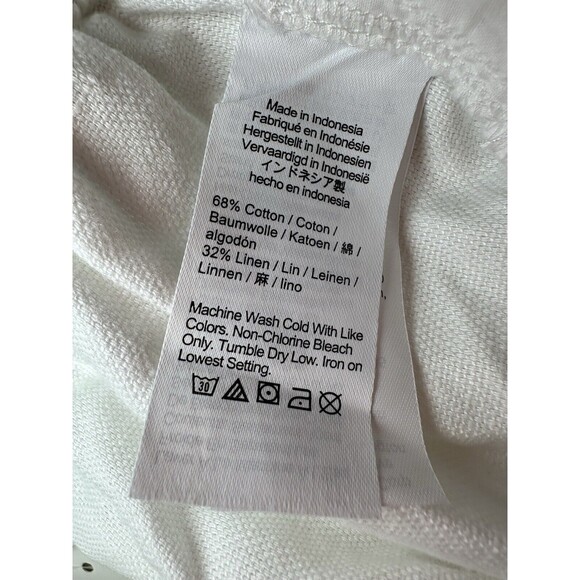 Made in Indonesia
Fabriqué en Indonésie
Hergestellt in Indonesien
Vervaardigd in Indonesië
インドネシア製
hecho en indonesia
68% Cotton / Coton /
Baumwolle / Katoen / 綿 /
algodón
32% Linen / Lin / Leinen /
Linnen / 麻 / lino
Machine Wash Cold With Like
Colors. Non-Chlorine Bleach
Only. Tumble Dry Low. Iron on
Lowest Setting.
30